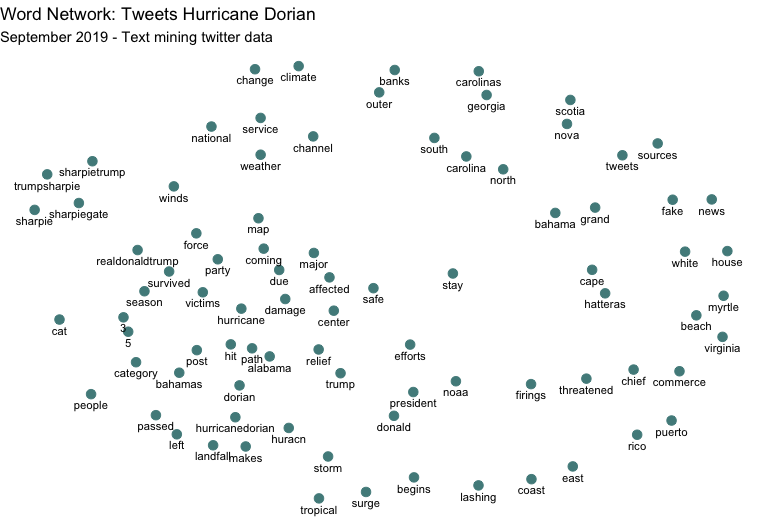 Word Network: Tweets Hurricane Dorian
September 2019 - Text mining twitter data
change
climate
banks
carolinas
outer
georgia
scotia
service
nova
national
channel
south
sources
weather
carolina
tweets
sharpietrump
north
trumpsharpie
winds
sharpiegate
fake
news
sharpie
grand
bahama
map
force
coming
major
white
house
realdonaldtrump
party
survived
due
affected
stay
cape
season
victims
safe
hatteras
myrtle
damage
hurricane
center
beach
cat
3
5
virginia
post
hit
path
relief
efforts
alabama
category
bahamas
trump
chief
commerce
dorian
noaa
threatened
people
president
firings
passed
hurricanedorian
donald
puerto
left
huracn
rico
landfall
makes
storm
east
begins
coast
tropical
surge
lashing